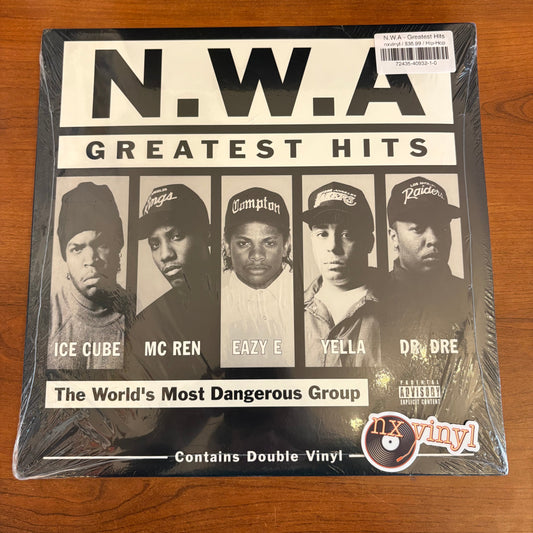 N.W.A - Greatest Hits
nxvinyl / $38.99 / Hip-Hop
72435-40932-1-0
N.W.A
GREATEST HITS
Kings
Compton
Raiders
ICE CUBE
MC REN
EAZY E
YELLA
DR. DRE
The World's Most Dangerous Group
PARENTAL
ADVISORY
EXPLICIT CONTENT
nx vinyl
Contains Double Vinyl